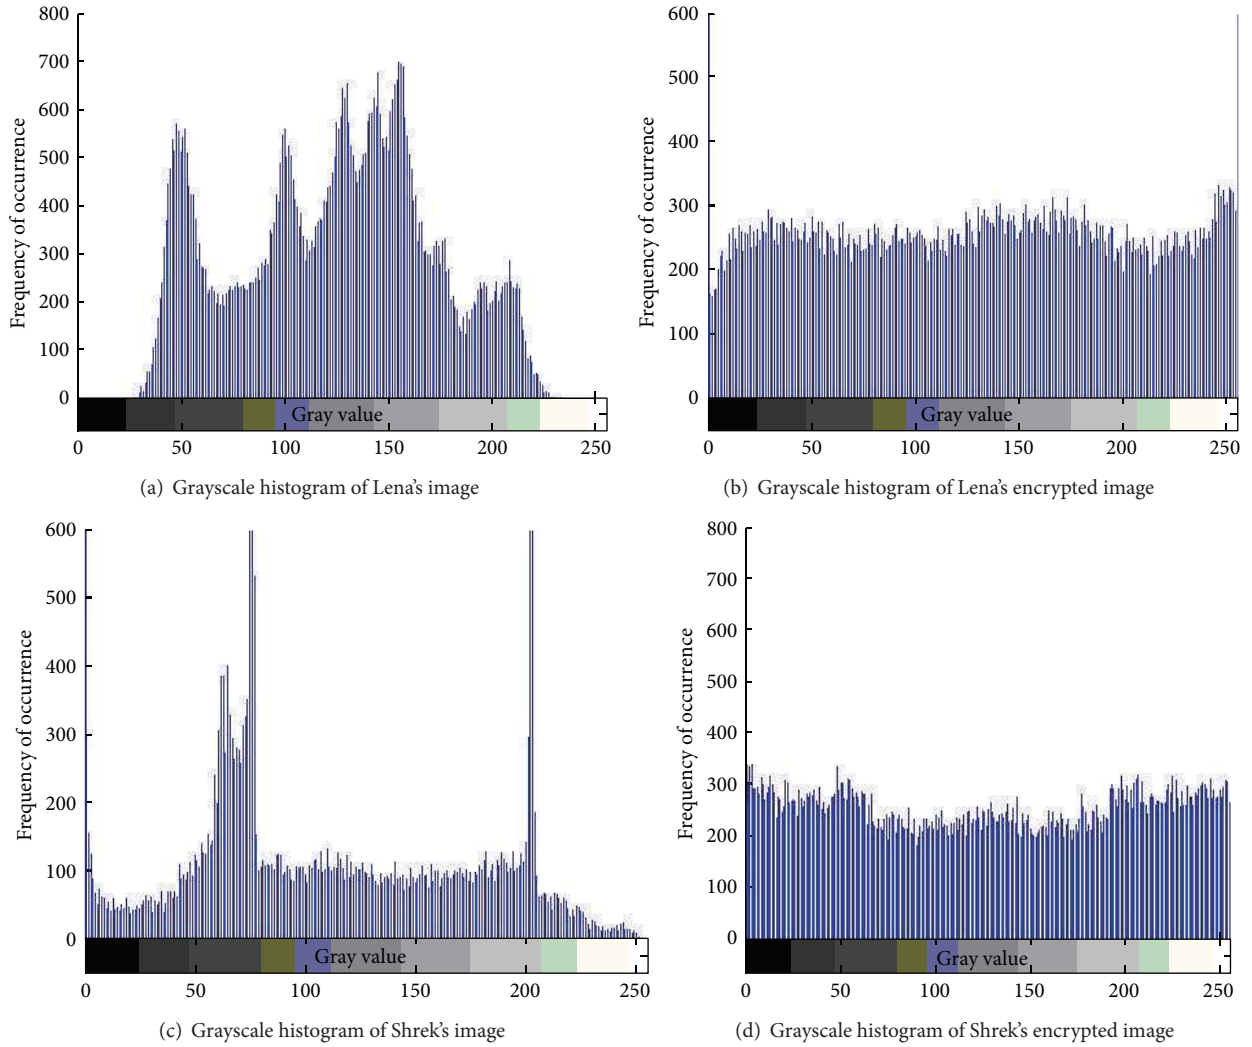 800
700
600
500
400
300
200
100
0
Frequency of occurrence
Gray value
0 50 100 150 200 250
(a) Grayscale histogram of Lena's image
600
500
400
300
200
100
0
Frequency of occurrence
Gray value
0 50 100 150 200 250
(b) Grayscale histogram of Lena's encrypted image
600
500
400
300
200
100
0
Frequency of occurrence
Gray value
0 50 100 150 200 250
(c) Grayscale histogram of Shrek's image
800
700
600
500
400
300
200
100
0
Frequency of occurrence
Gray value
0 50 100 150 200 250
(d) Grayscale histogram of Shrek's encrypted image